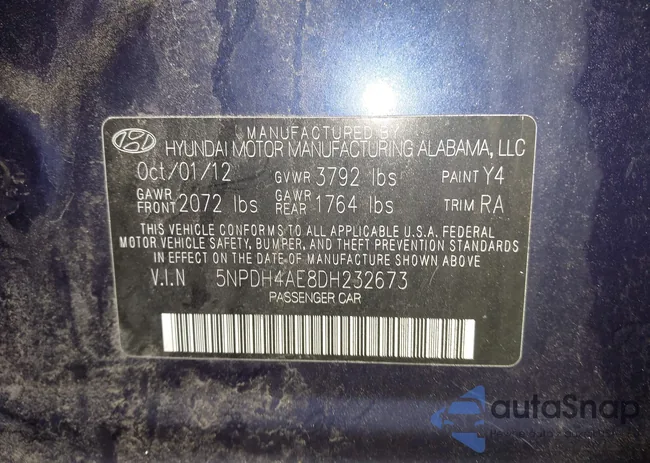 MANUFACTURED BY
HYUNDAI MOTOR MANUFACTURING ALABAMA, LLC
Oct/01/12 GVWR 3792 lbs PAINT Y4
GAWR FRONT 2072 lbs GAWR REAR 1764 lbs TRIM RA
THIS VEHICLE CONFORMS TO ALL APPLICABLE U.S.A. FEDERAL
MOTOR VEHICLE SAFETY, BUMPER, AND THEFT PREVENTION STANDARDS
IN EFFECT ON THE DATE OF MANUFACTURE SHOWN ABOVE
V.I.N 5NPDH4AE8DH232673
PASSENGER CAR
autoSnap